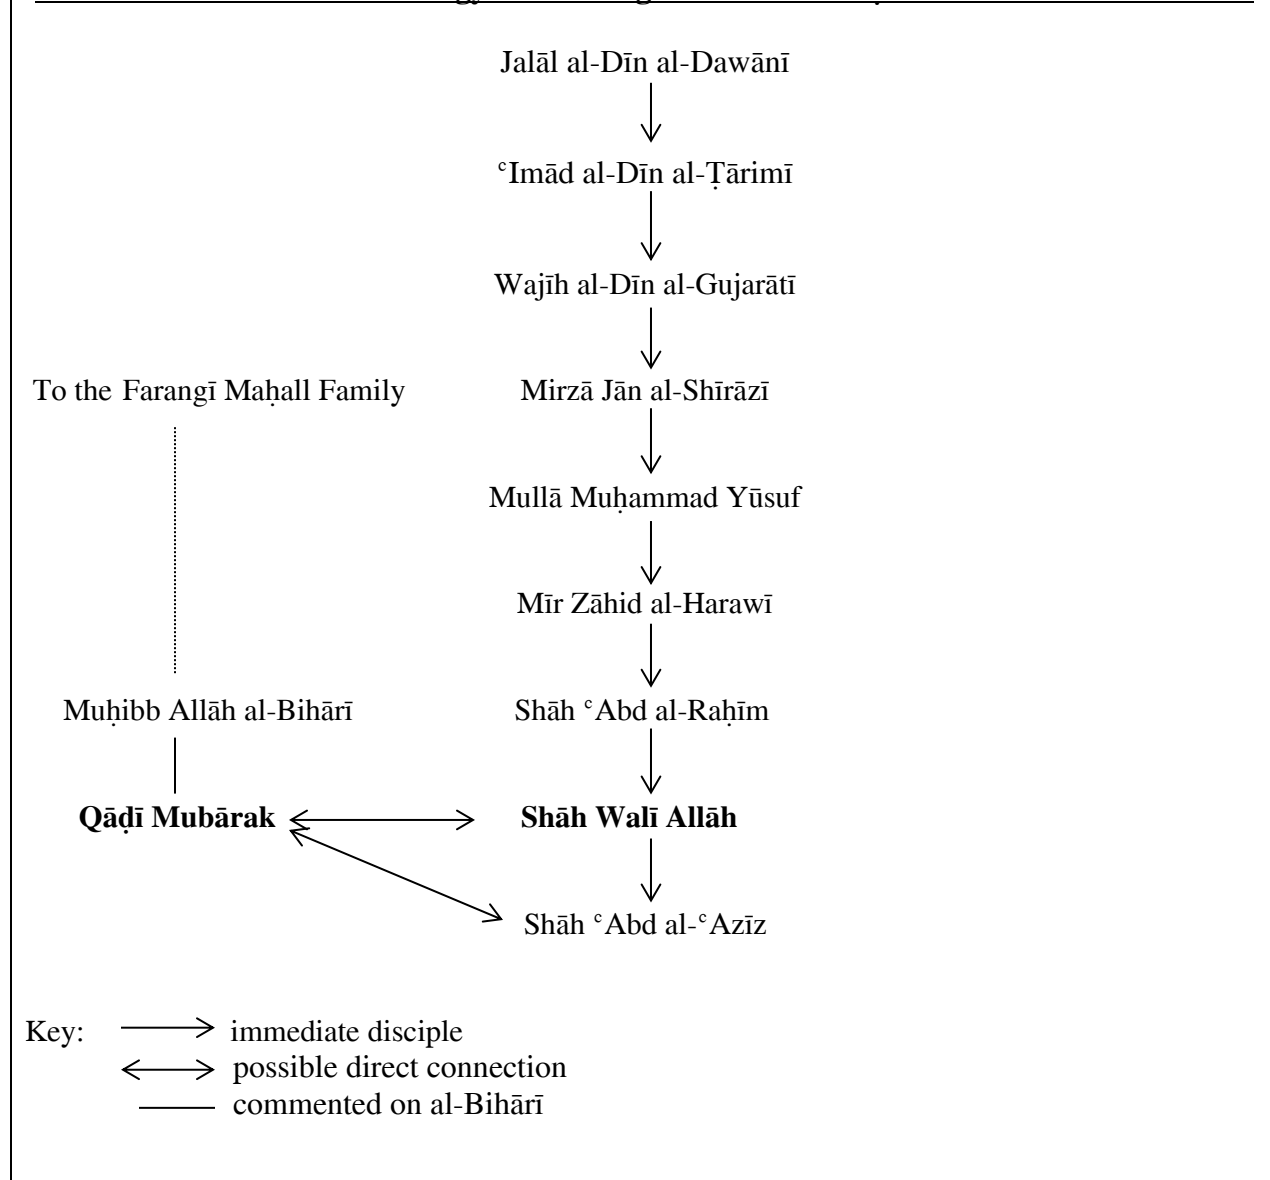 Jalāl al-Dīn al-Dawānī
ʿImād al-Dīn al-Ṭārimī
Wajīh al-Dīn al-Gujarātī
To the Farangī Maḥall Family
Mirzā Jān al-Shīrāzī
Mullā Muḥammad Yūsuf
Mīr Zāhid al-Harawī
Muḥibb Allāh al-Bihārī
Shāh ʿAbd al-Raḥīm
Qāḍī Mubārak
Shāh Walī Allāh
Shāh ʿAbd al-ʿAzīz
Key:
immediate disciple
possible direct connection
commented on al-Bihārī